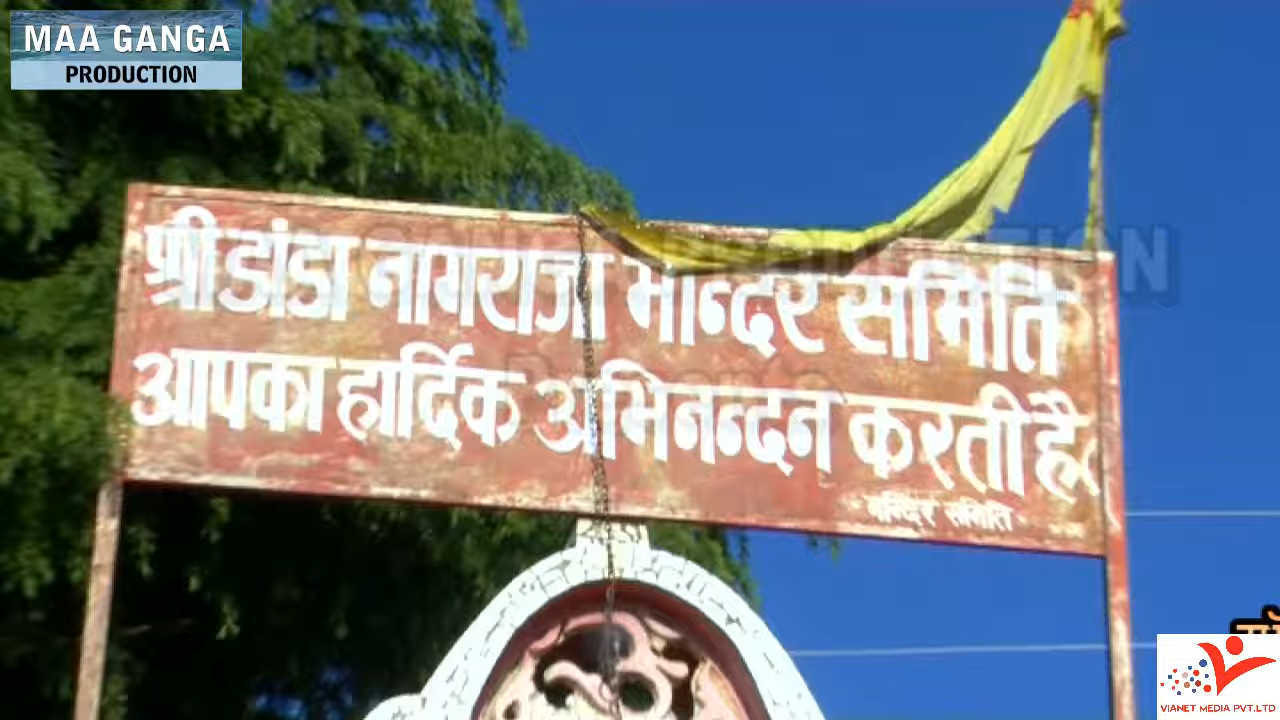 MAA GANGA
PRODUCTION
श्री डांडा नागराजा मन्दिर समिति
आपका हार्दिक अभिनन्दन करती है
मन्दिर समिति
VIANET MEDIA PVT.LTD